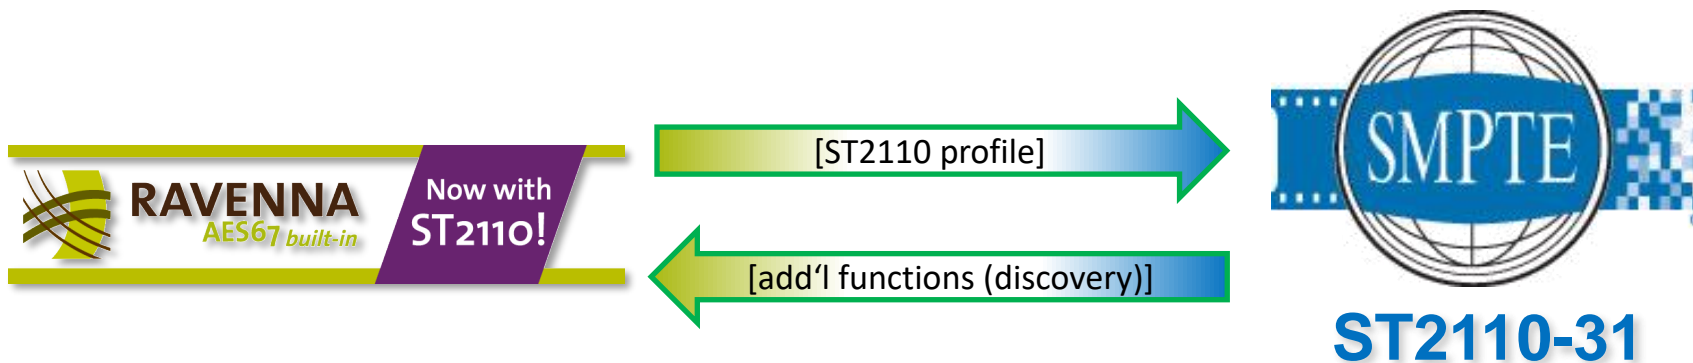 RAVENNA
AES67 built-in
Now with
ST2110!
[ST2110 profile]
[add‘l functions (discovery)]
SMPTE
ST2110-31